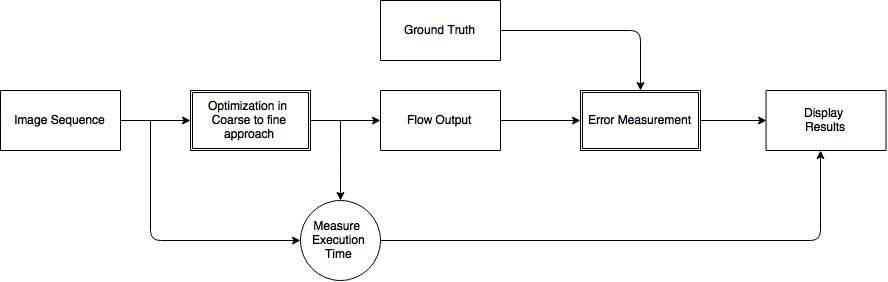 Ground Truth
Image Sequence
Optimization in
Coarse to fine
approach
Flow Output
Error Measurement
Display
Results
Measure
Execution
Time